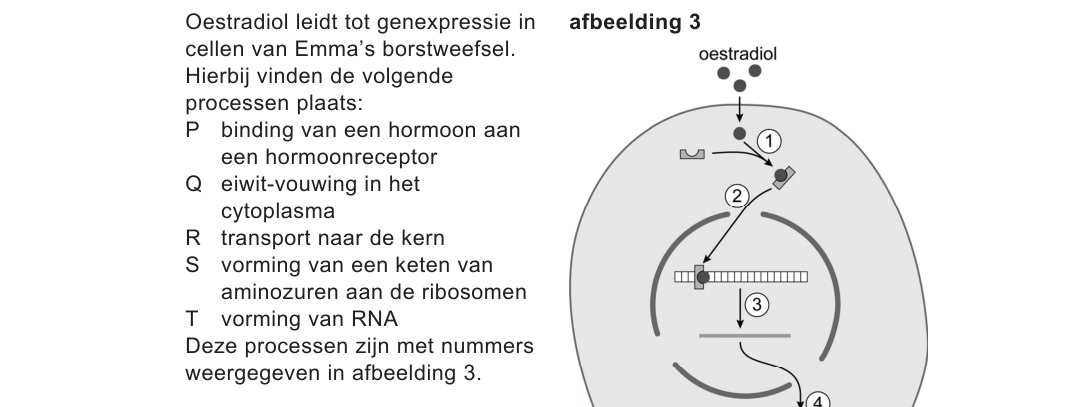 Oestradiol leidt tot genexpressie in
cellen van Emma's borstweefsel.
Hierbij vinden de volgende
processen plaats:
P binding van een hormoon aan
een hormoonreceptor
Q eiwit-vouwing in het
cytoplasma
R transport naar de kern
S vorming van een keten van
aminozuren aan de ribosomen
T vorming van RNA
Deze processen zijn met nummers
weergegeven in afbeelding 3.
afbeelding 3
oestradiol
1
2
3
4